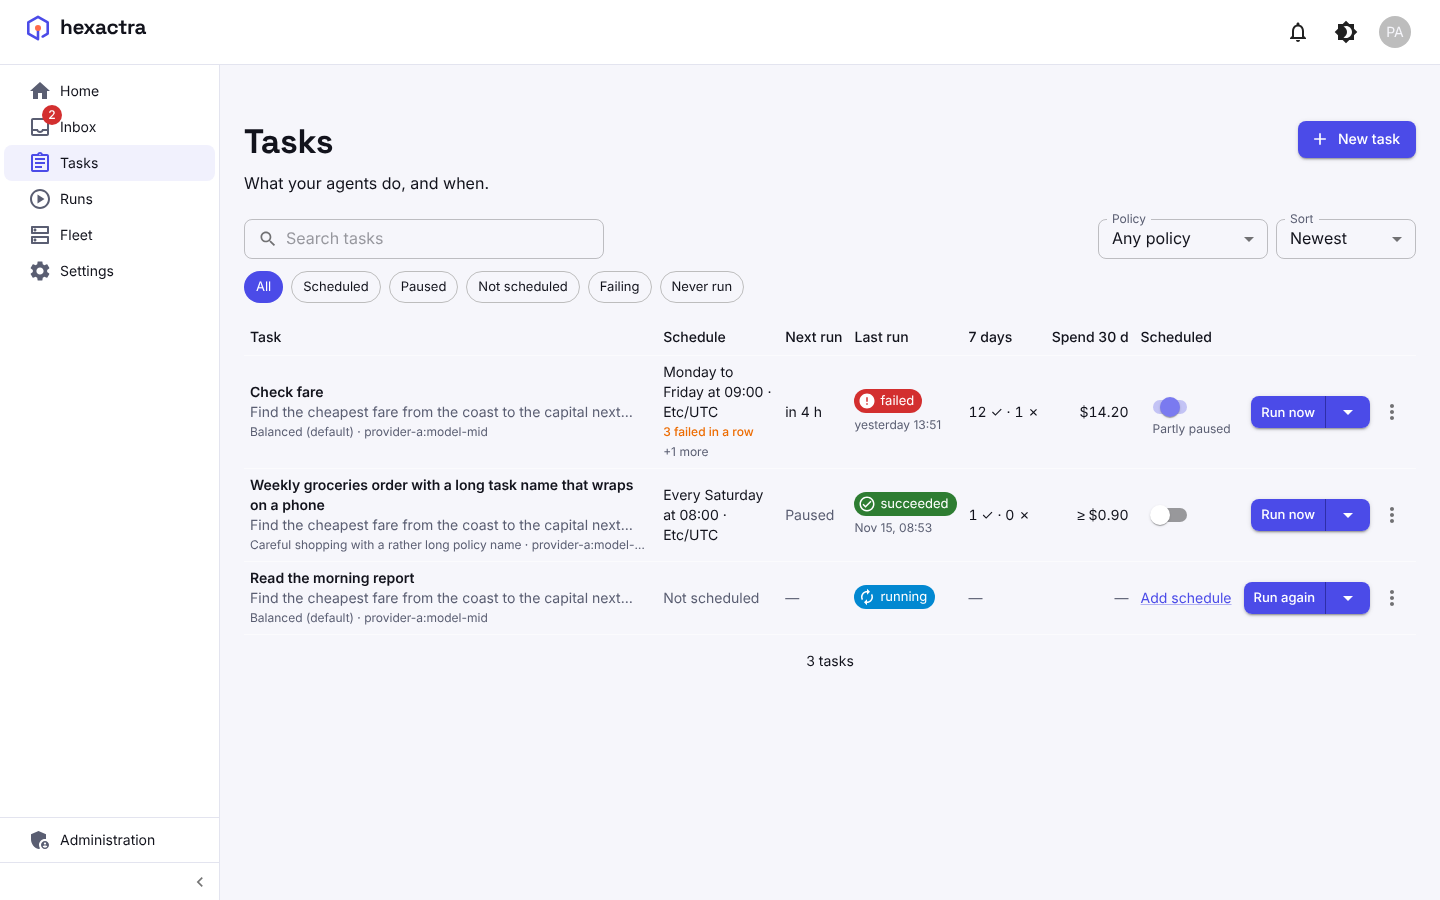 hexactra
PA
Home
2
Inbox
Tasks
Runs
Fleet
Settings
Administration
Tasks
New task
What your agents do, and when.
Search tasks
Policy
Any policy
Sort
Newest
All
Scheduled
Paused
Not scheduled
Failing
Never run
Task
Schedule
Next run
Last run
7 days
Spend 30 d
Scheduled
Check fare
Find the cheapest fare from the coast to the capital next...
Balanced (default) · provider-a:model-mid
Monday to
Friday at 09:00 ·
Etc/UTC
3 failed in a row
+1 more
in 4 h
failed
yesterday 13:51
12 ✓ · 1 ×
$14.20
Partly paused
Run now
Weekly groceries order with a long task name that wraps
on a phone
Find the cheapest fare from the coast to the capital next...
Careful shopping with a rather long policy name · provider-a:model-...
Every Saturday
at 08:00 ·
Etc/UTC
Paused
succeeded
Nov 15, 08:53
1 ✓ · 0 ×
≥ $0.90
Run now
Read the morning report
Find the cheapest fare from the coast to the capital next...
Balanced (default) · provider-a:model-mid
Not scheduled
—
running
—
—
Add schedule
Run again
3 tasks